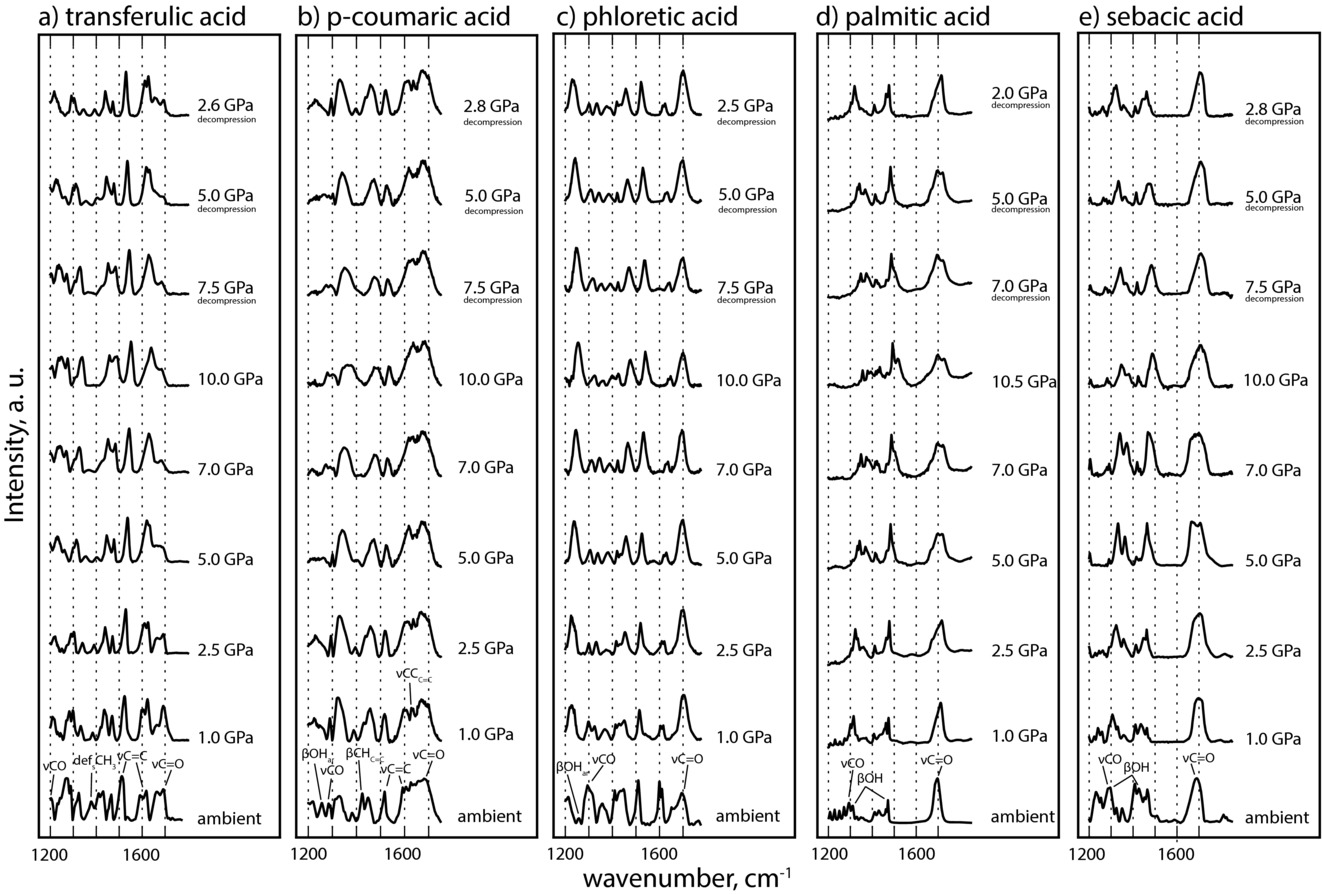 a) transferulic acid
b) p-coumaric acid
c) phloretic acid
d) palmitic acid
e) sebacic acid
Intensity, a. u.
2.6 GPa
decompression
5.0 GPa
decompression
7.5 GPa
decompression
10.0 GPa
7.0 GPa
5.0 GPa
2.5 GPa
1.0 GPa
νCO
defsCH3
νC=C
νC=O
ambient
1200
1600
2.8 GPa
decompression
5.0 GPa
decompression
7.5 GPa
decompression
10.0 GPa
7.0 GPa
5.0 GPa
2.5 GPa
νCCC=C
1.0 GPa
βOHar
νCO
βCHC=C
νC=C
νC=O
ambient
1200
1600
2.5 GPa
decompression
5.0 GPa
decompression
7.5 GPa
decompression
10.0 GPa
7.0 GPa
5.0 GPa
2.5 GPa
1.0 GPa
βOHar
νCO
νC=O
ambient
1200
1600
2.0 GPa
decompression
5.0 GPa
decompression
7.0 GPa
decompression
10.5 GPa
7.0 GPa
5.0 GPa
2.5 GPa
1.0 GPa
νCO
βOH
νC=O
ambient
1200
1600
2.8 GPa
decompression
5.0 GPa
decompression
7.5 GPa
decompression
10.0 GPa
7.0 GPa
5.0 GPa
2.5 GPa
1.0 GPa
νCO
βOH
νC=O
ambient
1200
1600
wavenumber, cm-1